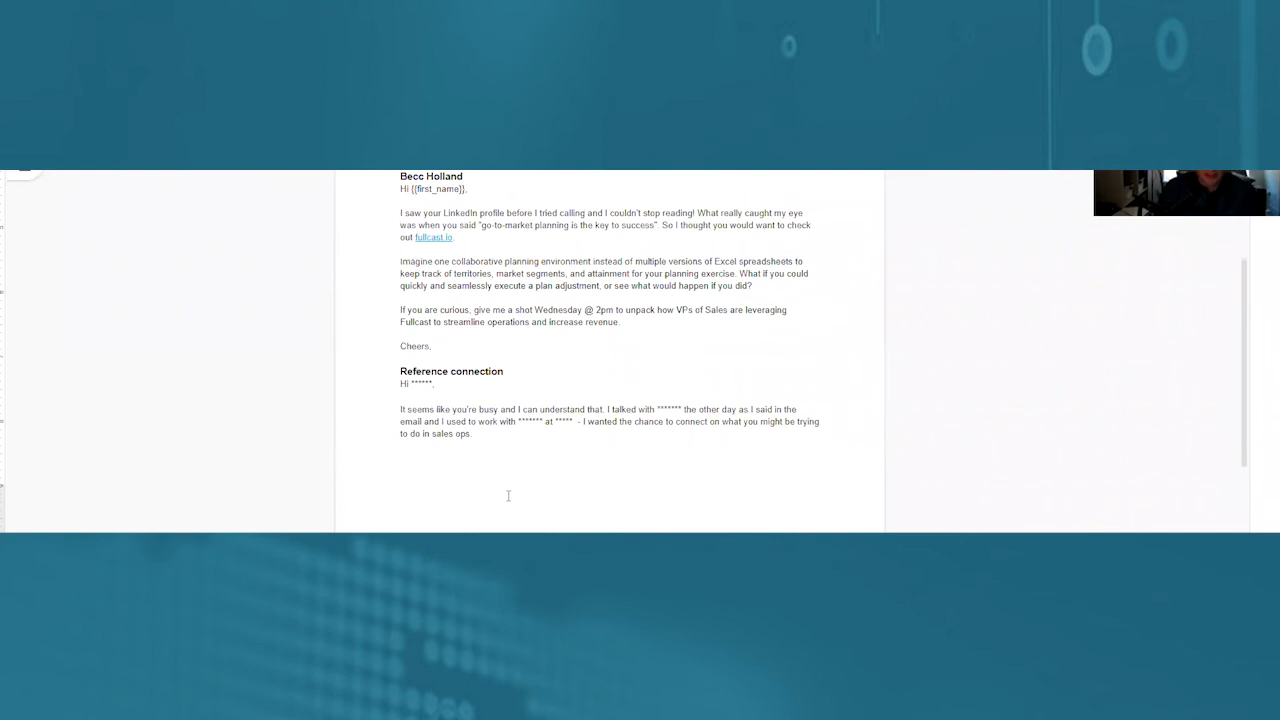 Becc Holland
Hi {{first_name}},
I saw your LinkedIn profile before I tried calling and I couldn't stop reading! What really caught my eye
was when you said "go-to-market planning is the key to success". So I thought you would want to check
out fullcast.io.
Imagine one collaborative planning environment instead of multiple versions of Excel spreadsheets to
keep track of territories, market segments, and attainment for your planning exercise. What if you could
quickly and seamlessly execute a plan adjustment, or see what would happen if you did?
If you are curious, give me a shot Wednesday @ 2pm to unpack how VPs of Sales are leveraging
Fullcast to streamline operations and increase revenue.
Cheers,
Reference connection
Hi ******,
It seems like you're busy and I can understand that. I talked with ******* the other day as I said in the
email and I used to work with ******* at ***** - I wanted the chance to connect on what you might be trying
to do in sales ops.